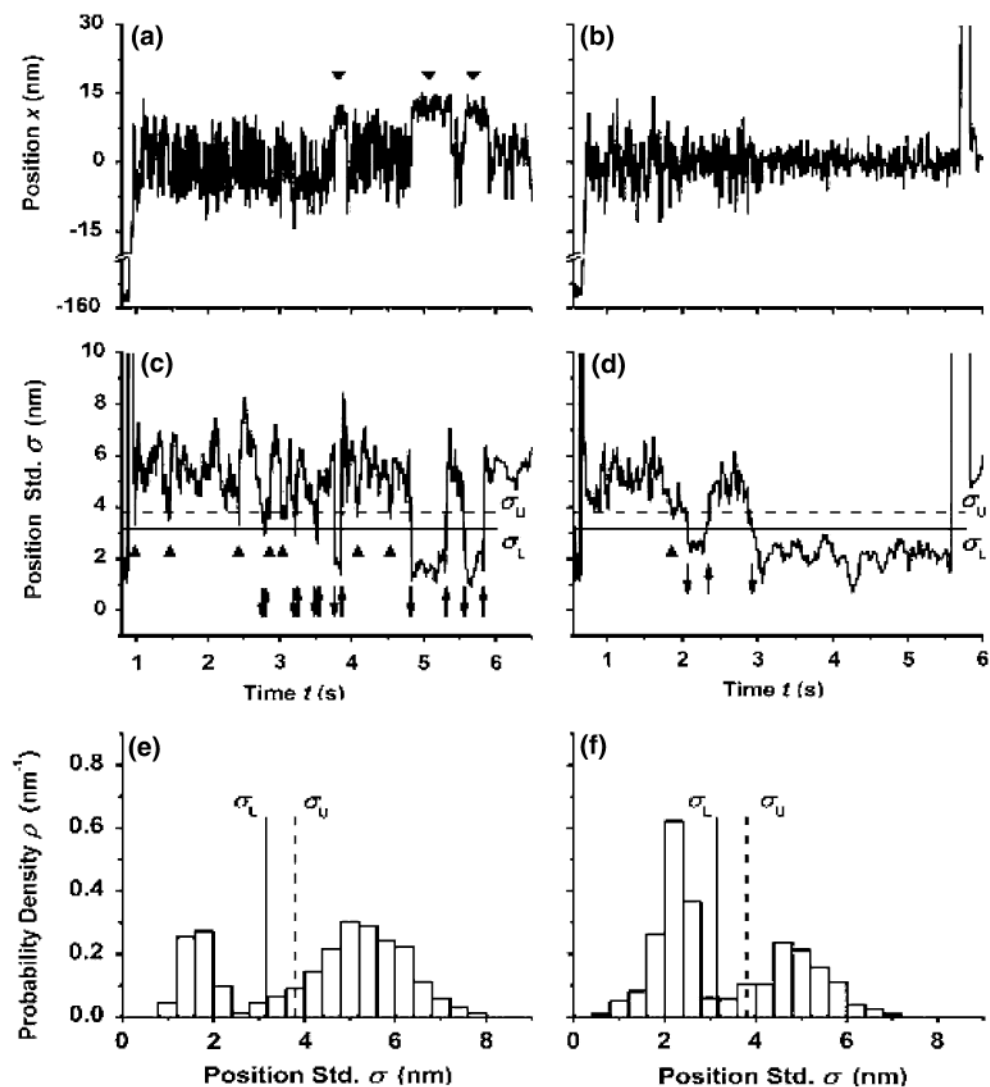 (a)
(b)
Position x (nm)
30
15
0
-15
-160
(c)
(d)
Position Std. σ (nm)
10
8
6
4
2
0
σU
σL
σU
σL
1 2 3 4 5 6
1 2 3 4 5 6
Time t (s)
Time t (s)
(e)
(f)
Probability Density ρ (nm-1)
0.8
0.6
0.4
0.2
0.0
σL
σU
σL
σU
0 2 4 6 8
0 2 4 6 8
Position Std. σ (nm)
Position Std. σ (nm)